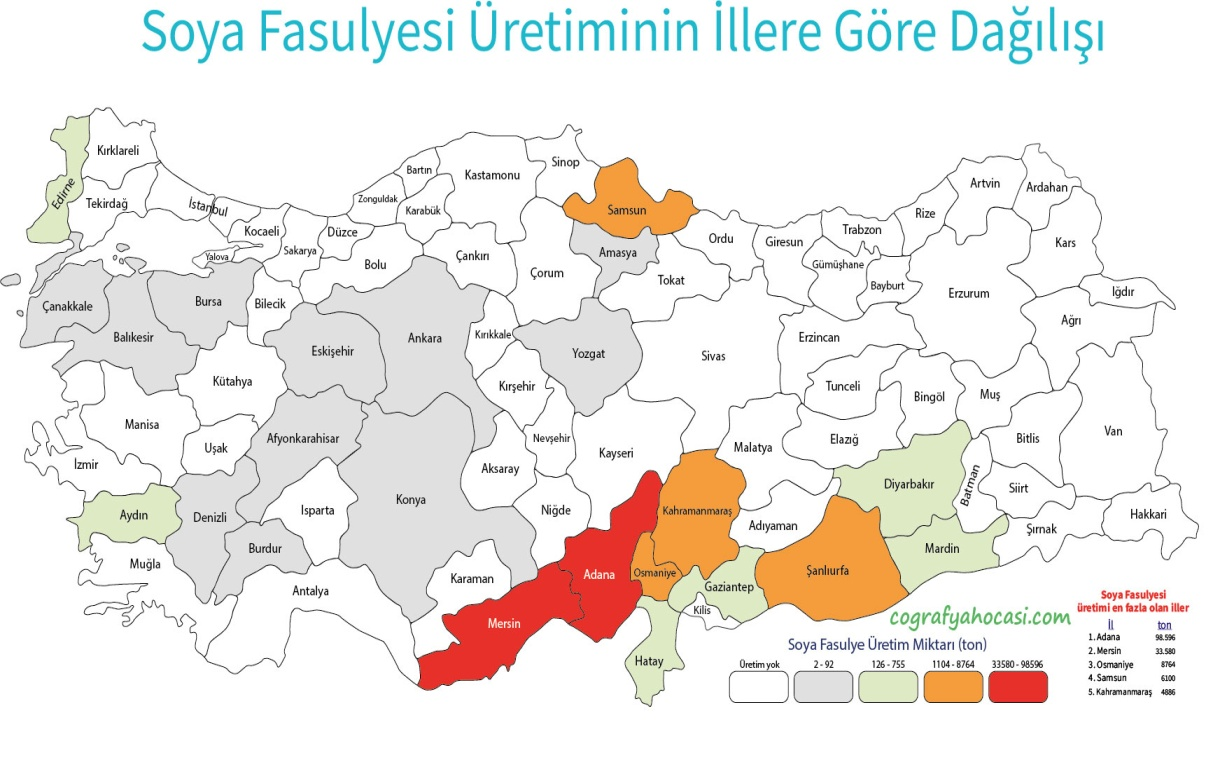 Soya Fasulyesi Üretiminin İllere Göre Dağılışı
Kırklareli
Edirne
Tekirdağ
İstanbul
Kocaeli
Yalova
Sakarya
Düzce
Zonguldak
Bartın
Karabük
Kastamonu
Sinop
Samsun
Bolu
Çankırı
Çorum
Amasya
Tokat
Ordu
Giresun
Trabzon
Rize
Artvin
Ardahan
Kars
Gümüşhane
Bayburt
Erzurum
Iğdır
Ağrı
Çanakkale
Balıkesir
Bursa
Bilecik
Eskişehir
Ankara
Kırıkkale
Yozgat
Sivas
Erzincan
Tunceli
Bingöl
Muş
Kütahya
Kırşehir
Manisa
Uşak
Afyonkarahisar
Nevşehir
Kayseri
Malatya
Elazığ
Bitlis
Van
İzmir
Aksaray
Konya
Diyarbakır
Batman
Siirt
Hakkari
Şırnak
Aydın
Denizli
Isparta
Niğde
Kahramanmaraş
Adıyaman
Mardin
Muğla
Burdur
Antalya
Karaman
Adana
Osmaniye
Gaziantep
Şanlıurfa
Kilis
Mersin
Hatay
cografyahocasi.com
Soya Fasulye Üretim Miktarı (ton)
Üretim yok 2 - 92 126 - 755 1104 - 8764 33580 - 98596
Soya Fasulyesi
üretimi en fazla olan iller
İl ton
1. Adana 98.596
2. Mersin 33.580
3. Osmaniye 8764
4. Samsun 6100
5. Kahramanmaraş 4886